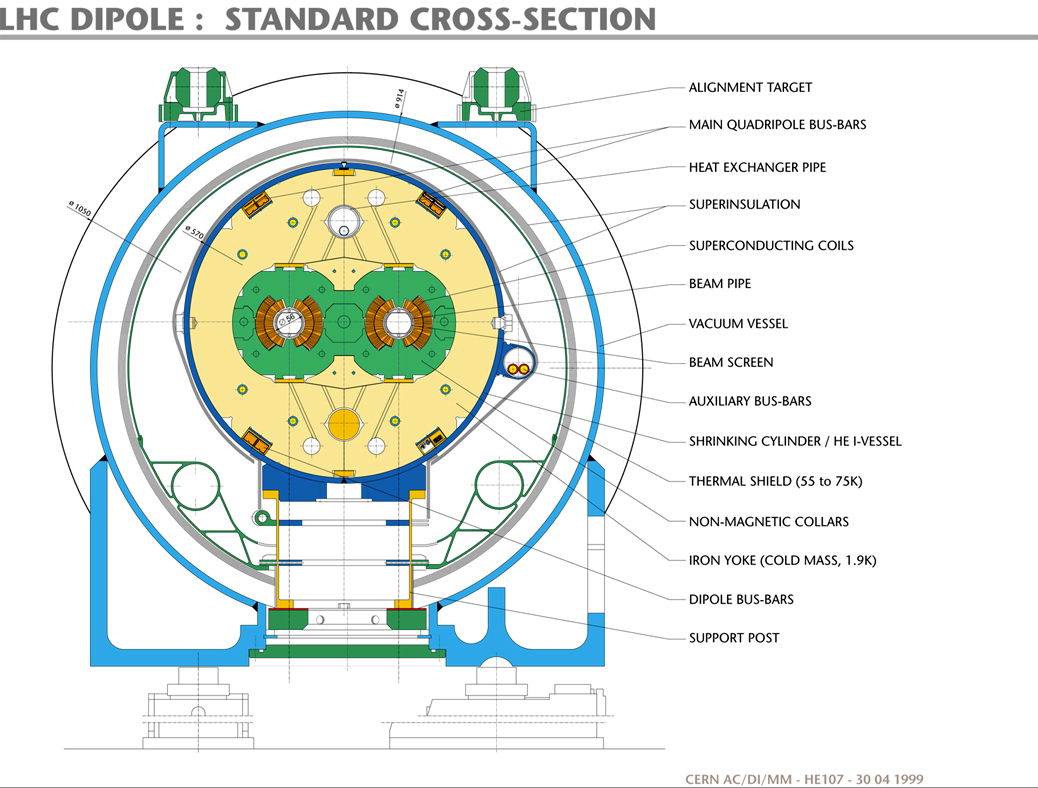 LHC DIPOLE : STANDARD CROSS-SECTION
ALIGNMENT TARGET
ø 914
MAIN QUADRIPOLE BUS-BARS
HEAT EXCHANGER PIPE
SUPERINSULATION
ø 1050
ø 570
SUPERCONDUCTING COILS
BEAM PIPE
∅ 56
VACUUM VESSEL
BEAM SCREEN
AUXILIARY BUS-BARS
SHRINKING CYLINDER / HE I-VESSEL
THERMAL SHIELD (55 to 75K)
NON-MAGNETIC COLLARS
IRON YOKE (COLD MASS, 1.9K)
DIPOLE BUS-BARS
SUPPORT POST
CERN AC/DI/MM - HE107 - 30 04 1999